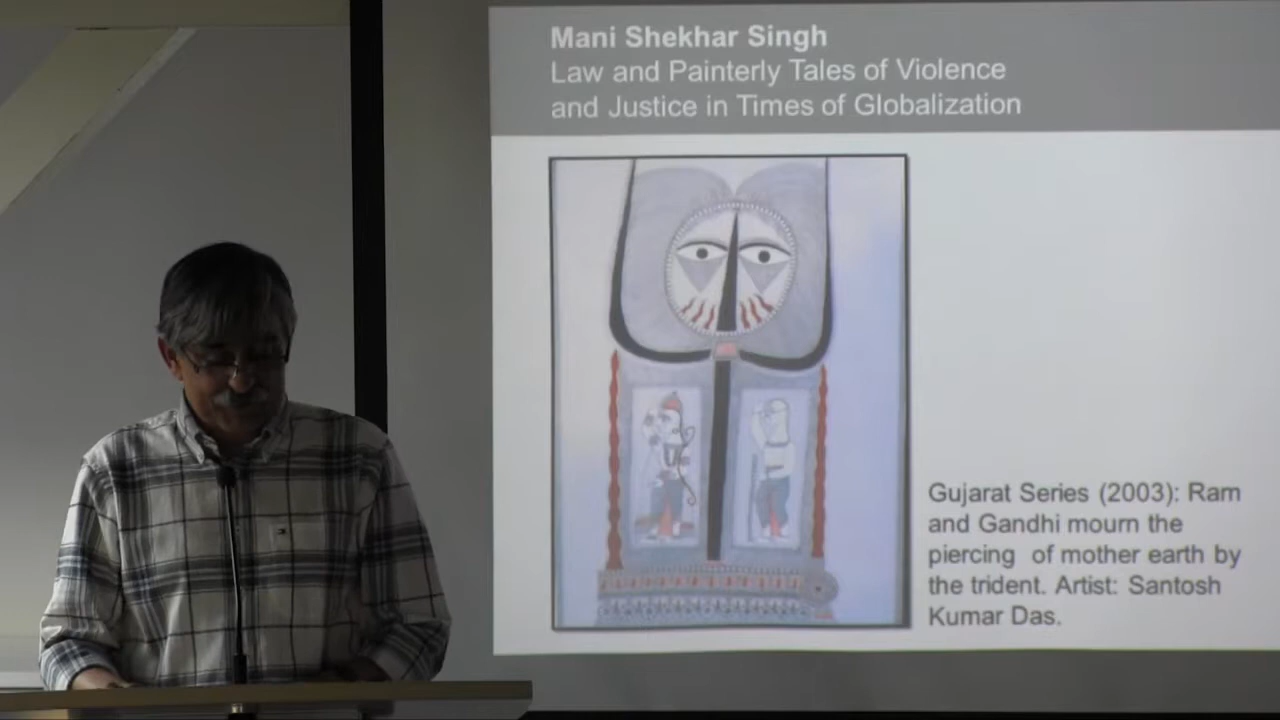 Mani Shekhar Singh
Law and Painterly Tales of Violence
and Justice in Times of Globalization
Gujarat Series (2003): Ram
and Gandhi mourn the
piercing of mother earth by
the trident. Artist: Santosh
Kumar Das.